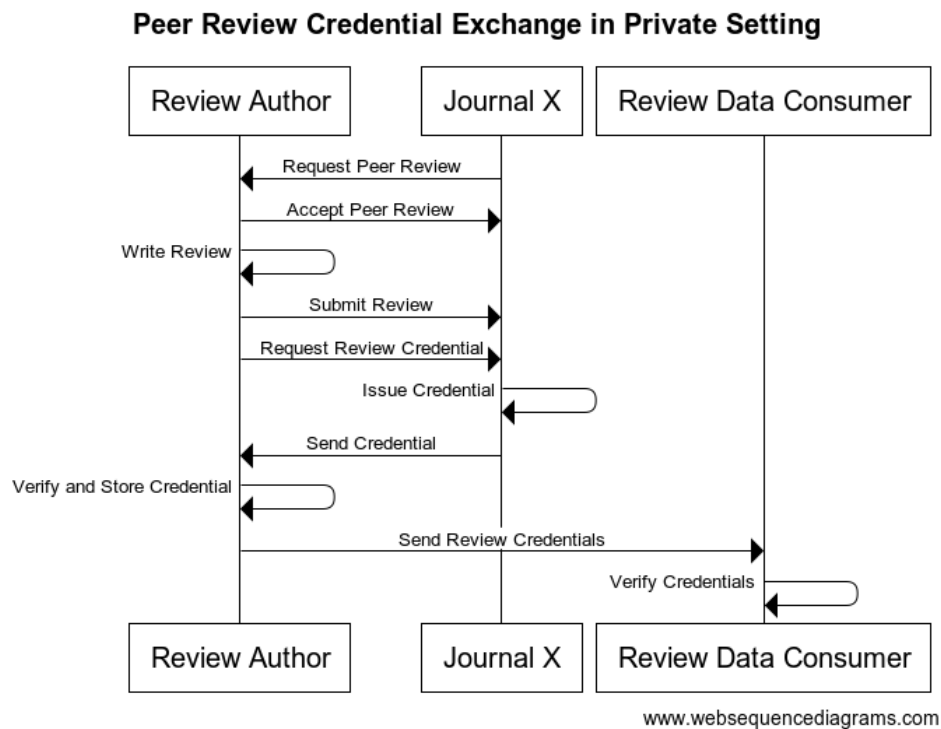 Peer Review Credential Exchange in Private Setting
Review Author
Journal X
Review Data Consumer
Request Peer Review
Accept Peer Review
Write Review
Submit Review
Request Review Credential
Issue Credential
Send Credential
Verify and Store Credential
Send Review Credentials
Verify Credentials
Review Author
Journal X
Review Data Consumer
www.websequencediagrams.com